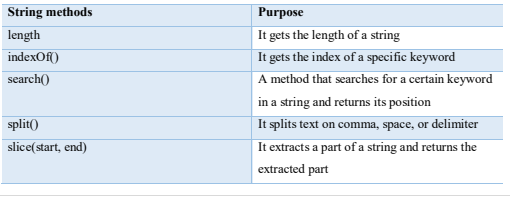 String methods Purpose
length It gets the length of a string
indexOf() It gets the index of a specific keyword
search() A method that searches for a certain keyword
in a string and returns its position
split() It splits text on comma, space, or delimiter
slice(start, end) It extracts a part of a string and returns the
extracted part